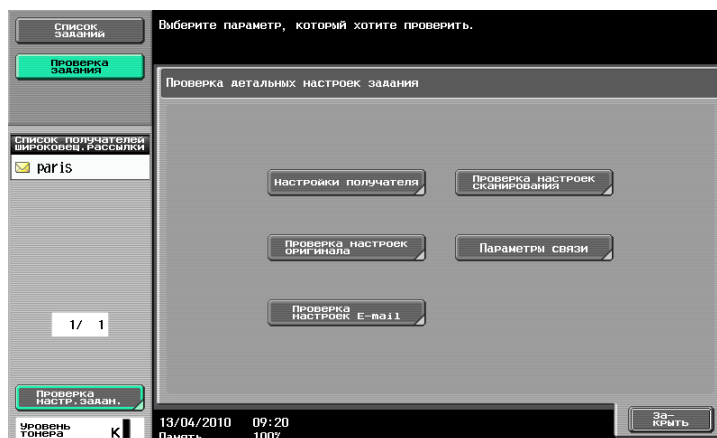 Список
заданий
Выберите параметр, который хотите проверить.
Проверка
задания
Проверка детальных настроек задания
Список получателей
широковец.рассылки
paris
Настройки получателя
Проверка настроек
сканирования
Проверка настроек
оригинала
Параметры связи
Проверка
настроек E-mail
1/ 1
Проверка
настр.задан.
Уровень
тонера
K
13/04/2010 09:20
Память 100%
За-
крыть